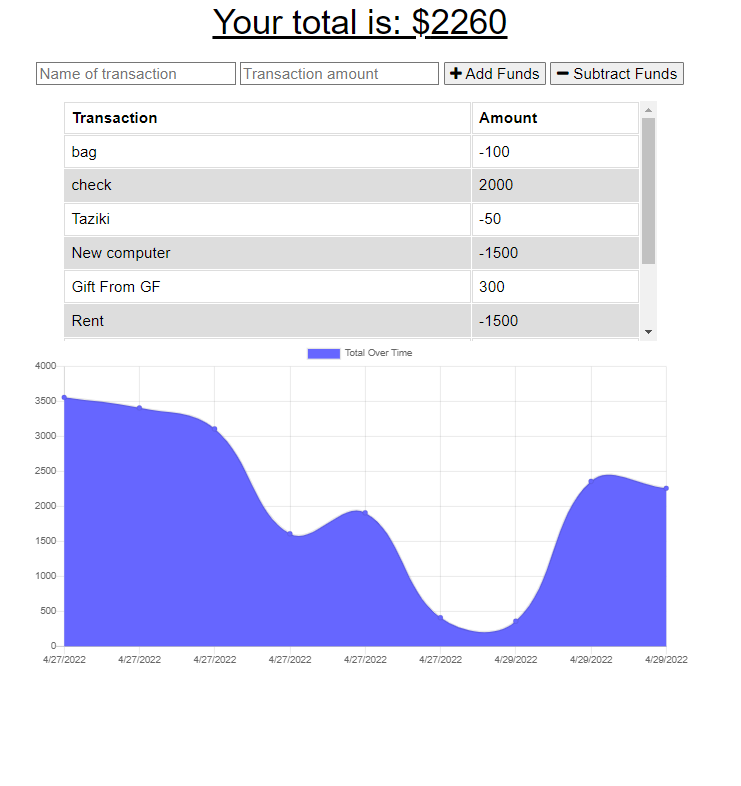 Your total is: $2260
Name of transaction Transaction amount Add Funds Subtract Funds
Transaction Amount
bag -100
check 2000
Taziki -50
New computer -1500
Gift From GF 300
Rent -1500
Total Over Time
4000
3500
3000
2500
2000
1500
1000
500
0
4/27/2022 4/27/2022 4/27/2022 4/27/2022 4/27/2022 4/27/2022 4/29/2022 4/29/2022 4/29/2022